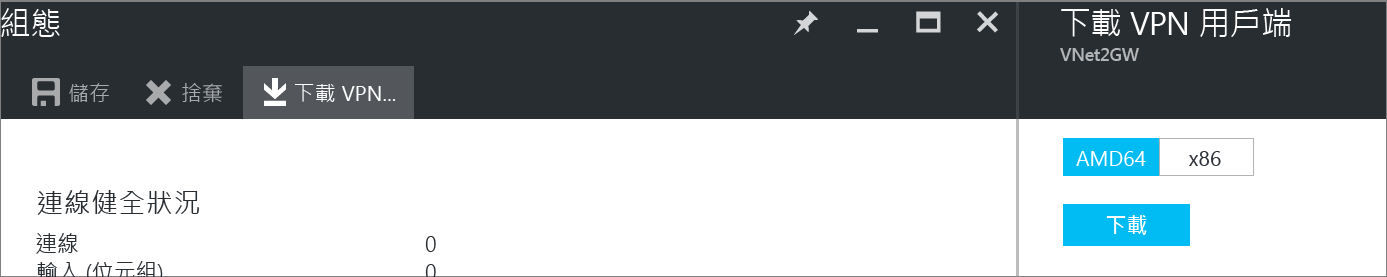 組態
儲存
捨棄
下載 VPN...
連線健全狀況
連線 0
輸入 (位元組) 0
下載 VPN 用戶端
VNet2GW
AMD64 x86
下載